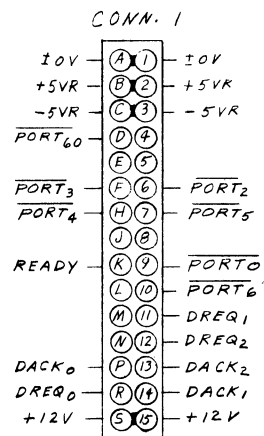 CONN. 1
±0V A 1 ±0V
+5VR B 2 +5VR
-5VR C 3 -5VR
PORT60 D 4
E 5
PORT3 F 6 PORT2
PORT4 H 7 PORT5
J 8
READY K 9 PORT0
L 10 PORT6
M 11 DREQ1
N 12 DREQ2
DACK0 P 13 DACK2
DREQ0 R 14 DACK1
+12V S 15 +12V